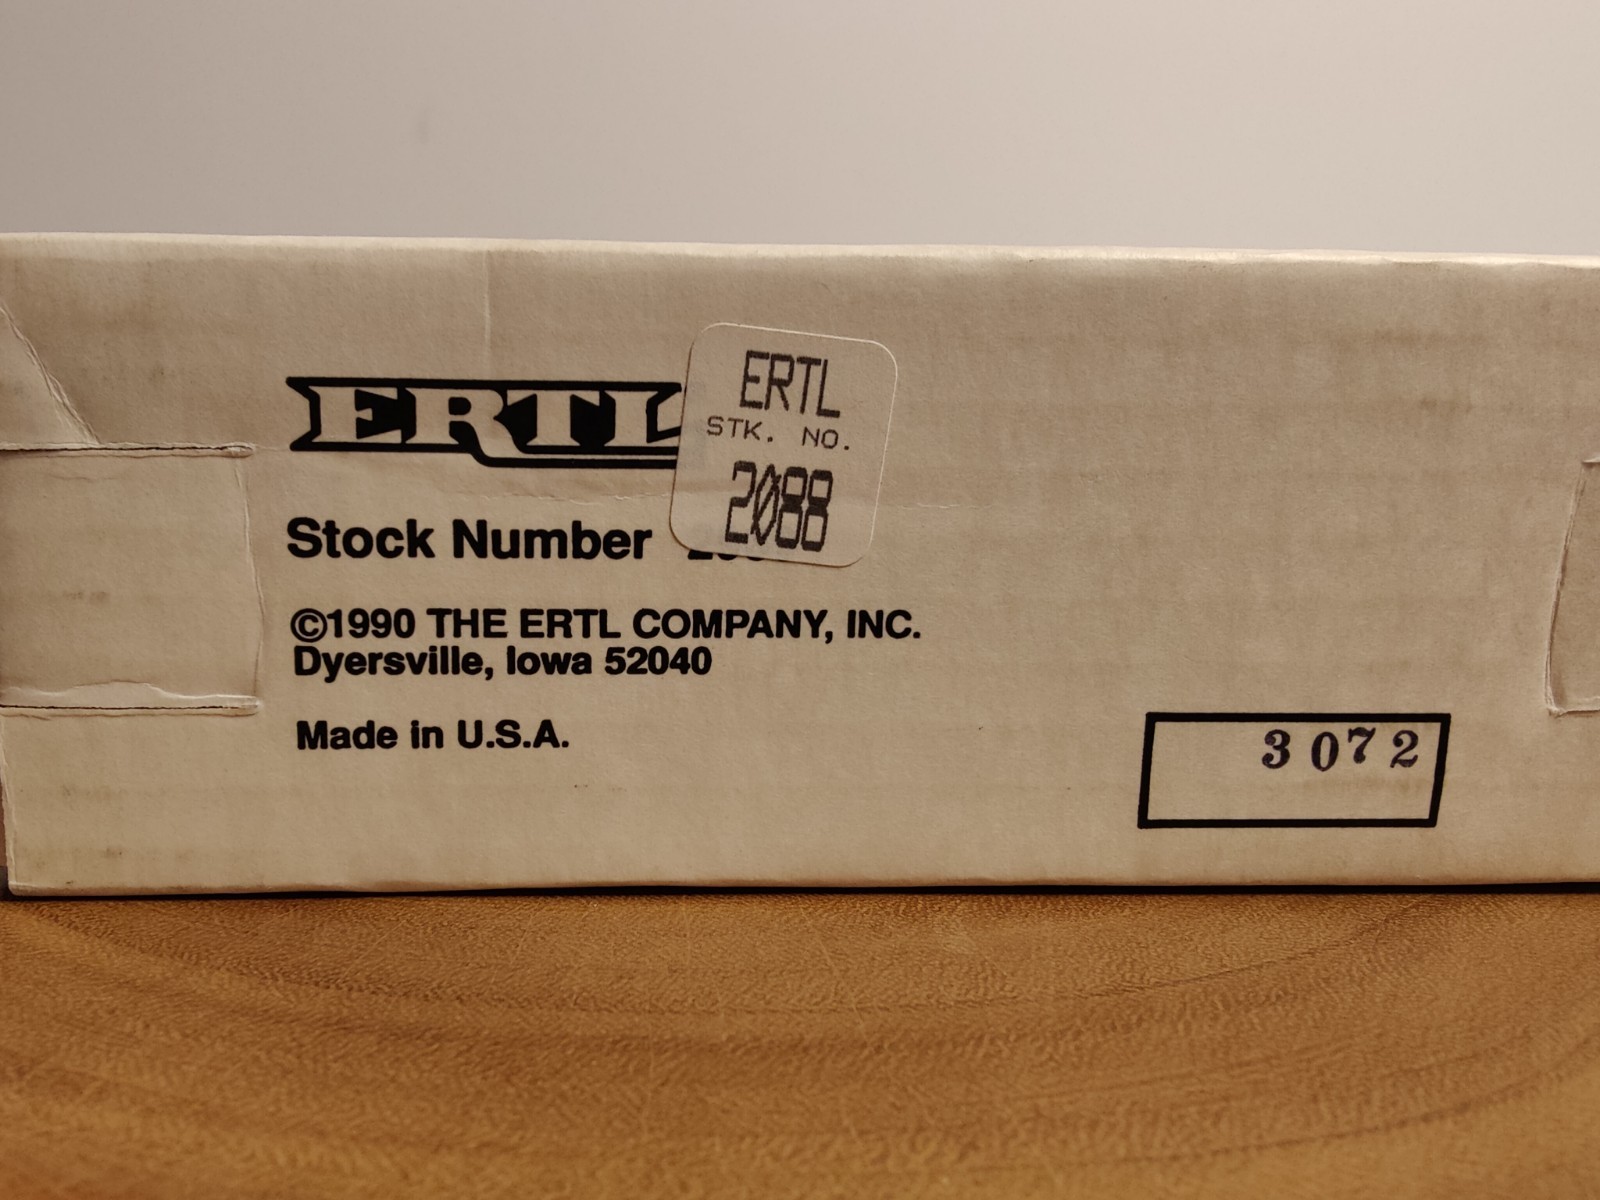 ERTL
ERTL
STK. NO.
2088
Stock Number
©1990 THE ERTL COMPANY, INC.
Dyersville, Iowa 52040
Made in U.S.A.
3072